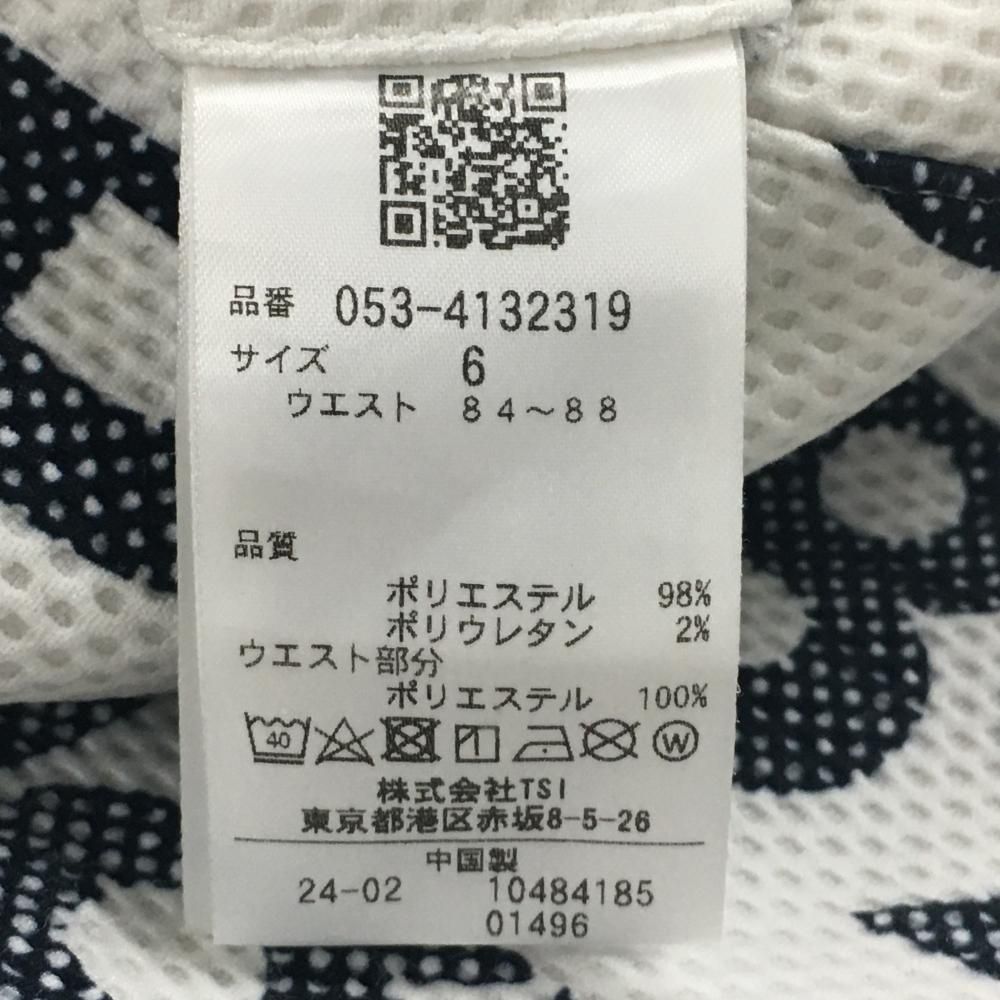 品番 053-4132319
サイズ 6
ウエスト 84～88
品質
ポリエステル 98%
ポリウレタン 2%
ウエスト部分
ポリエステル 100%
40 1 W
株式会社TSI
東京都港区赤坂8-5-26
中国製
24-02 10484185
01496